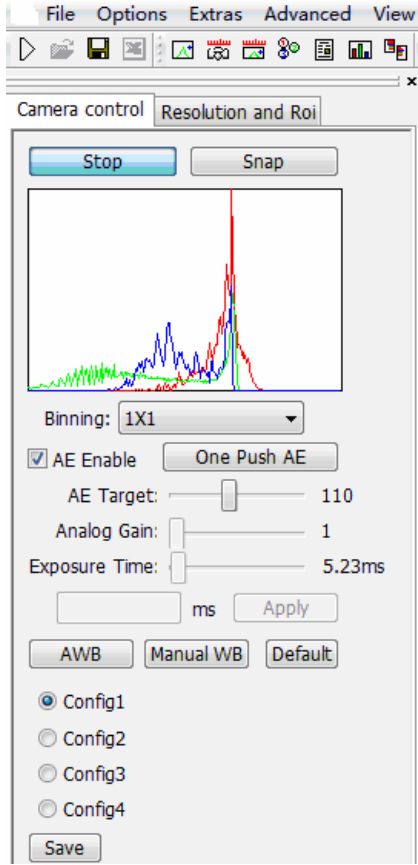 File Options Extras Advanced View
Camera control Resolution and Roi
Stop Snap
Binning: 1X1
AE Enable One Push AE
AE Target: 110
Analog Gain: 1
Exposure Time: 5.23ms
ms Apply
AWB Manual WB Default
Config1
Config2
Config3
Config4
Save